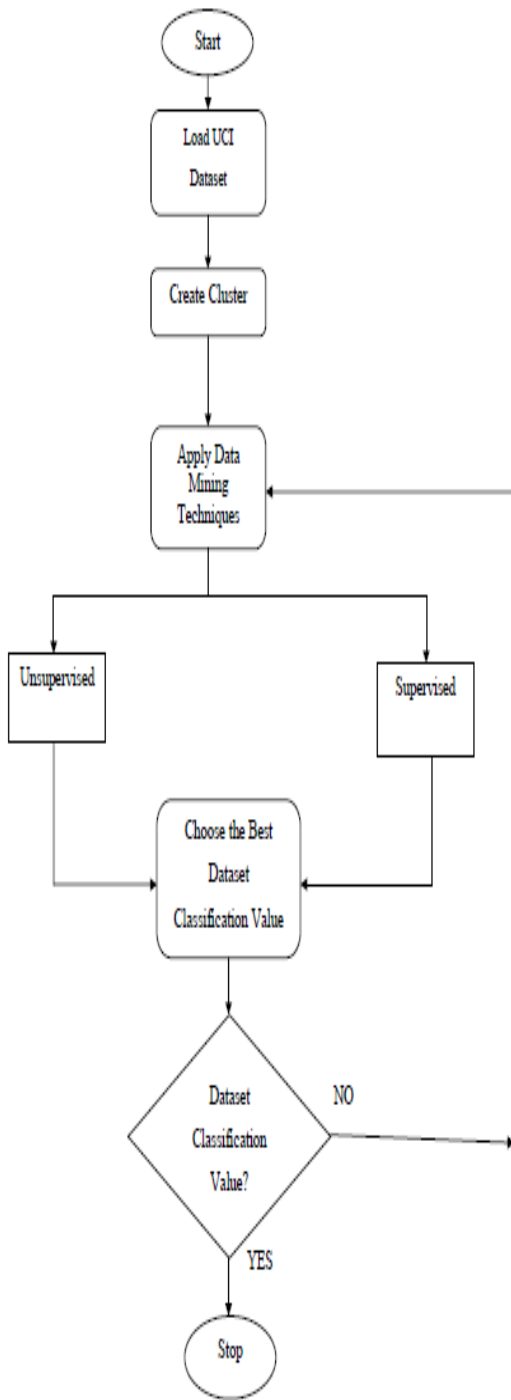 Start
Load UCI
Dataset
Create Cluster
Apply Data
Mining
Techniques
Unsupervised
Supervised
Choose the Best
Dataset
Classification Value
Dataset
Classification
Value?
NO
YES
Stop